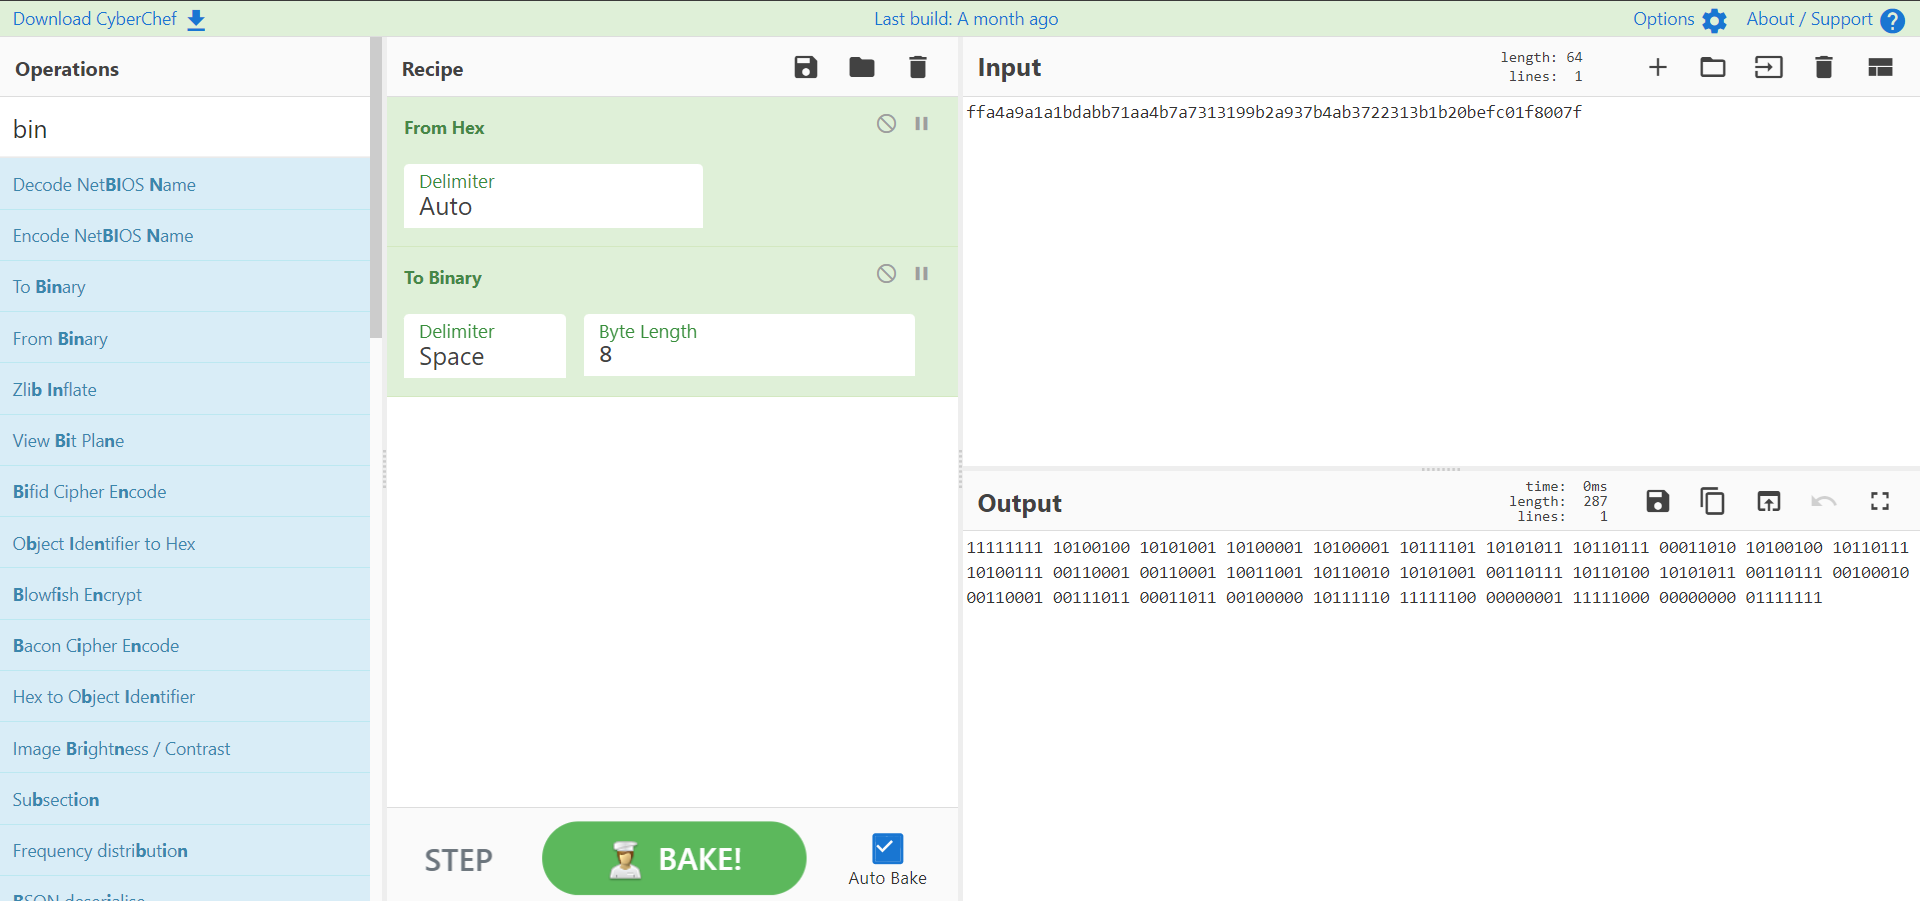 Download CyberChef
Last build: A month ago
Options
About / Support
Operations
bin
Decode NetBIOS Name
Encode NetBIOS Name
To Binary
From Binary
Zlib Inflate
View Bit Plane
Bifid Cipher Encode
Object Identifier to Hex
Blowfish Encrypt
Bacon Cipher Encode
Hex to Object Identifier
Image Brightness / Contrast
Subsection
Frequency distribution
BSON deserialise
Recipe
From Hex
Delimiter
Auto
To Binary
Delimiter
Space
Byte Length
8
STEP
BAKE!
Auto Bake
Input
length: 64
lines: 1
ffa4a9a1a1bdabb71aa4b7a7313199b2a937b4ab3722313b1b20befc01f8007f
Output
time: 0ms
length: 287
lines: 1
11111111 10100100 10101001 10100001 10100001 10111101 10101011 10110111 00011010 10100100 10110111
10100111 00110001 00110001 10011001 10110010 10101001 00110111 10110100 10101011 00110111 00100010
00110001 00111011 00011011 00100000 10111110 11111100 00000001 11111000 00000000 01111111